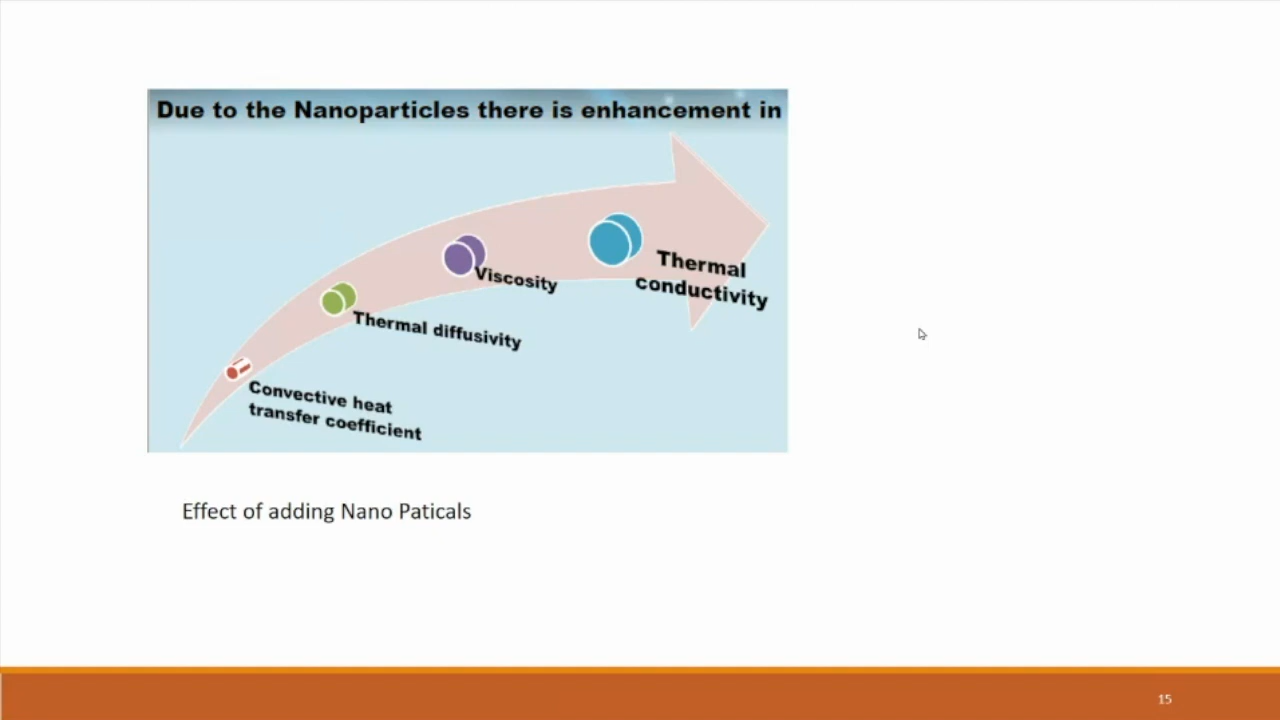 Due to the Nanoparticles there is enhancement in
Thermal
conductivity
Viscosity
Thermal diffusivity
Convective heat
transfer coefficient
Effect of adding Nano Paticals
15